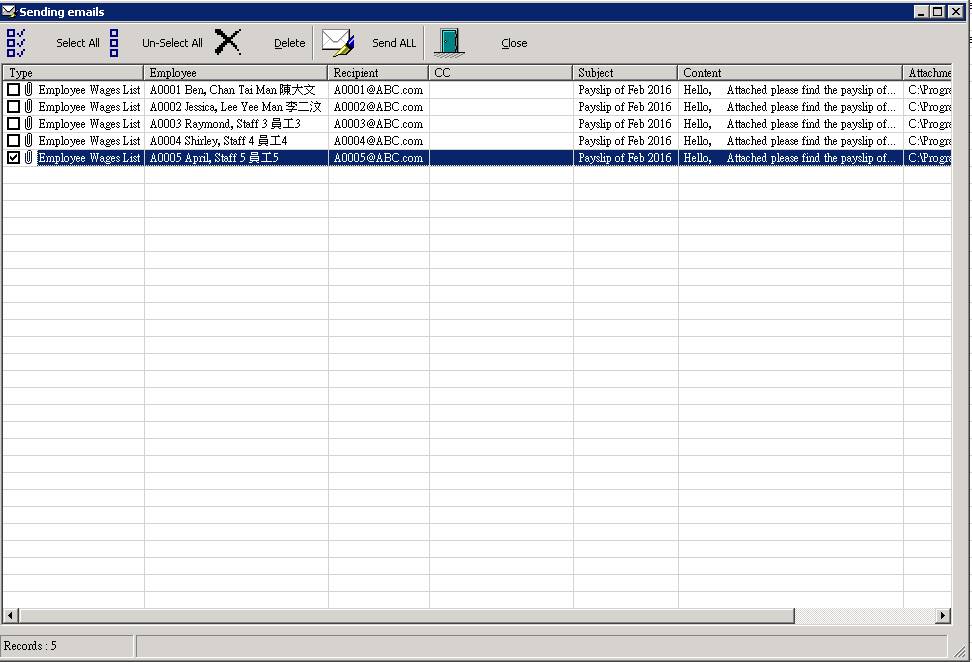 Sending emails
Select All Un-Select All Delete Send ALL Close
Type Employee Recipient CC Subject Content Attachme
Employee Wages List A0001 Ben, Chan Tai Man 陳大文 A0001@ABC.com Payslip of Feb 2016 Hello, Attached please find the payslip of... C:\Progra
Employee Wages List A0002 Jessica, Lee Yee Man 李二汶 A0002@ABC.com Payslip of Feb 2016 Hello, Attached please find the payslip of... C:\Progra
Employee Wages List A0003 Raymond, Staff 3 員工3 A0003@ABC.com Payslip of Feb 2016 Hello, Attached please find the payslip of... C:\Progra
Employee Wages List A0004 Shirley, Staff 4 員工4 A0004@ABC.com Payslip of Feb 2016 Hello, Attached please find the payslip of... C:\Progra
Employee Wages List A0005 April, Staff 5 員工5 A0005@ABC.com Payslip of Feb 2016 Hello, Attached please find the payslip of... C:\Progra
Records : 5